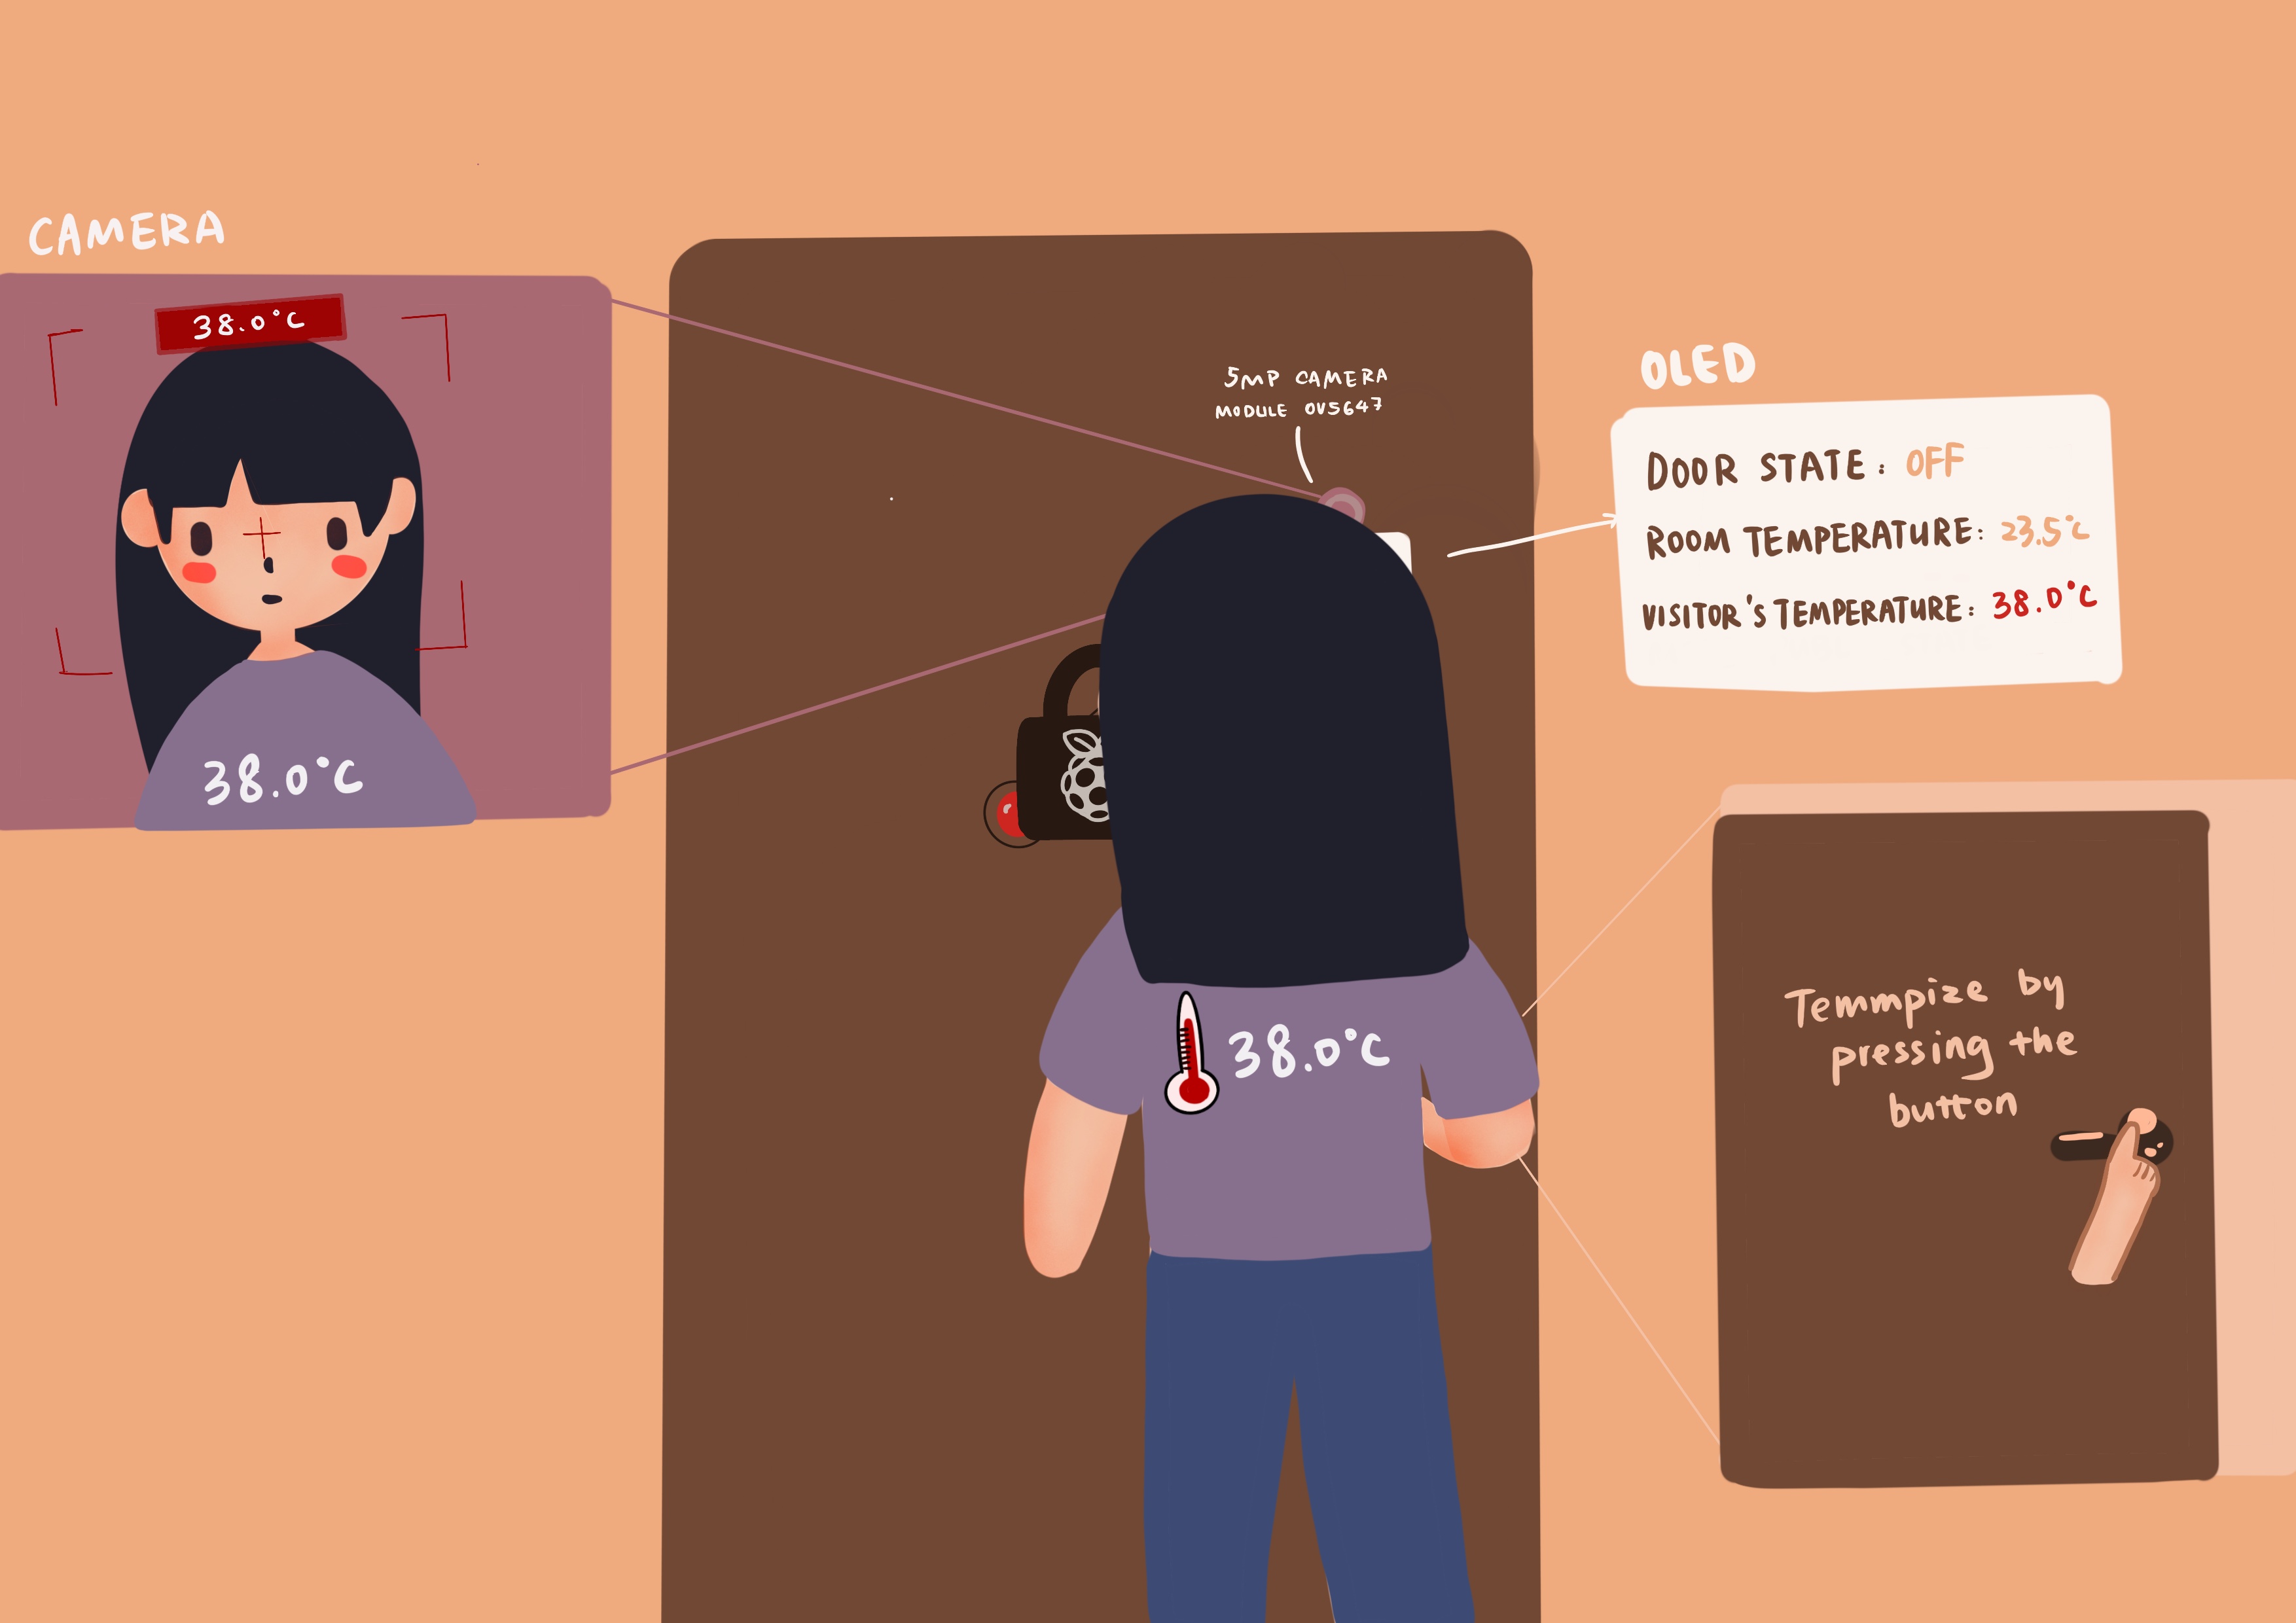 CAMERA
38.0°C
38.0°C
5MP CAMERA
MODULE OV5647
OLED
DOOR STATE: OFF
ROOM TEMPERATURE: 23.5°C
VISITOR'S TEMPERATURE: 38.0°C
38.0°C
Temmpize by
pressing the
button